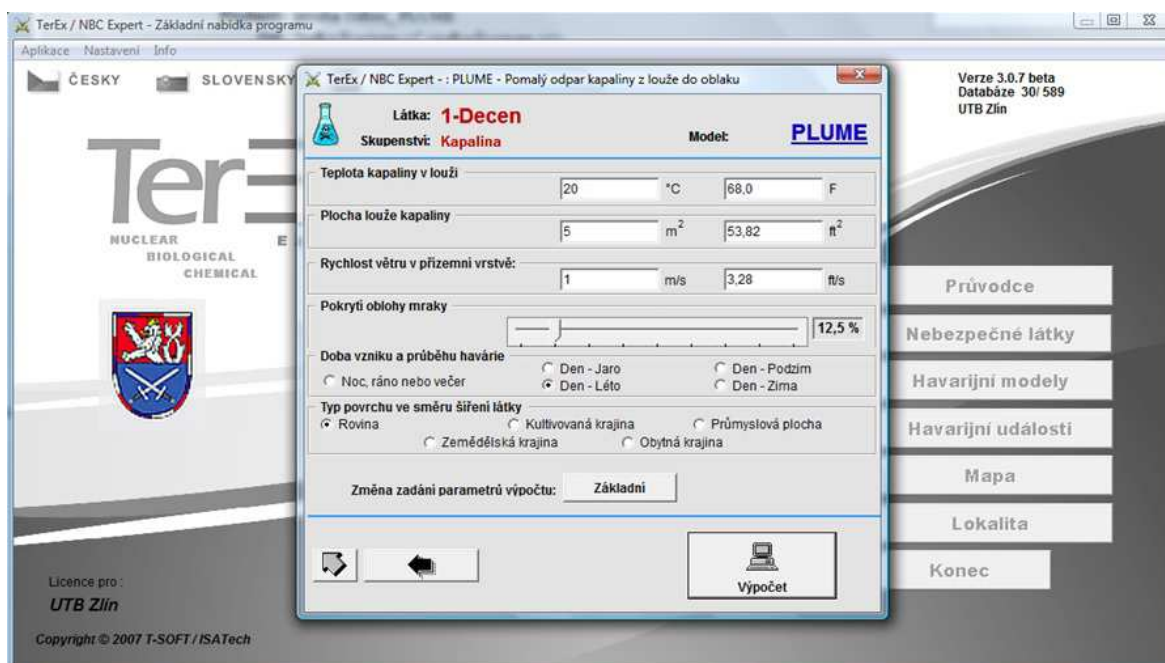 TerEx / NBC Expert - Základní nabídka programu
Aplikace Nastavení Info
ČESKY SLOVENSKY
Verze 3.0.7 beta
Databáze 30/ 589
UTB Zlín
TerE
NUCLEAR E
BIOLOGICAL
CHEMICAL
TerEx / NBC Expert - : PLUME - Pomalý odpar kapaliny z louže do oblaku
Látka: 1-Decen
Skupenství: Kapalina
Model: PLUME
Teplota kapaliny v louži
20 °C 68,0 F
Plocha louže kapaliny
5 m2 53,82 ft2
Rychlost větru v přízemní vrstvě:
1 m/s 3,28 ft/s
Pokrytí oblohy mraky
12,5 %
Doba vzniku a průběhu havárie
Noc, ráno nebo večer
Den - Jaro Den - Podzim
Den - Léto Den - Zima
Typ povrchu ve směru šíření látky
Rovina Kultivovaná krajina Průmyslová plocha
Zemědělská krajina Obytná krajina
Změna zadání parametrů výpočtu: Základní
Výpočet
Průvodce
Nebezpečné látky
Havarijní modely
Havarijní události
Mapa
Lokalita
Konec
Licence pro :
UTB Zlín
Copyright © 2007 T-SOFT / ISATech